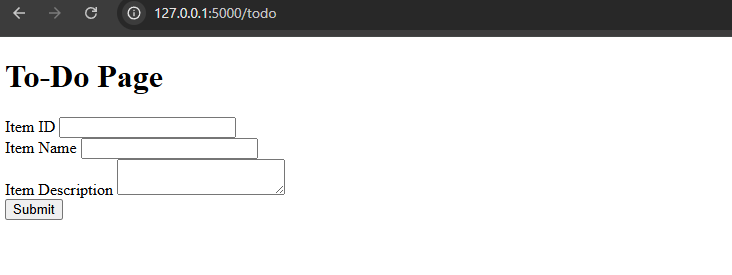 127.0.0.1:5000/todo
To-Do Page
Item ID
Item Name
Item Description
Submit